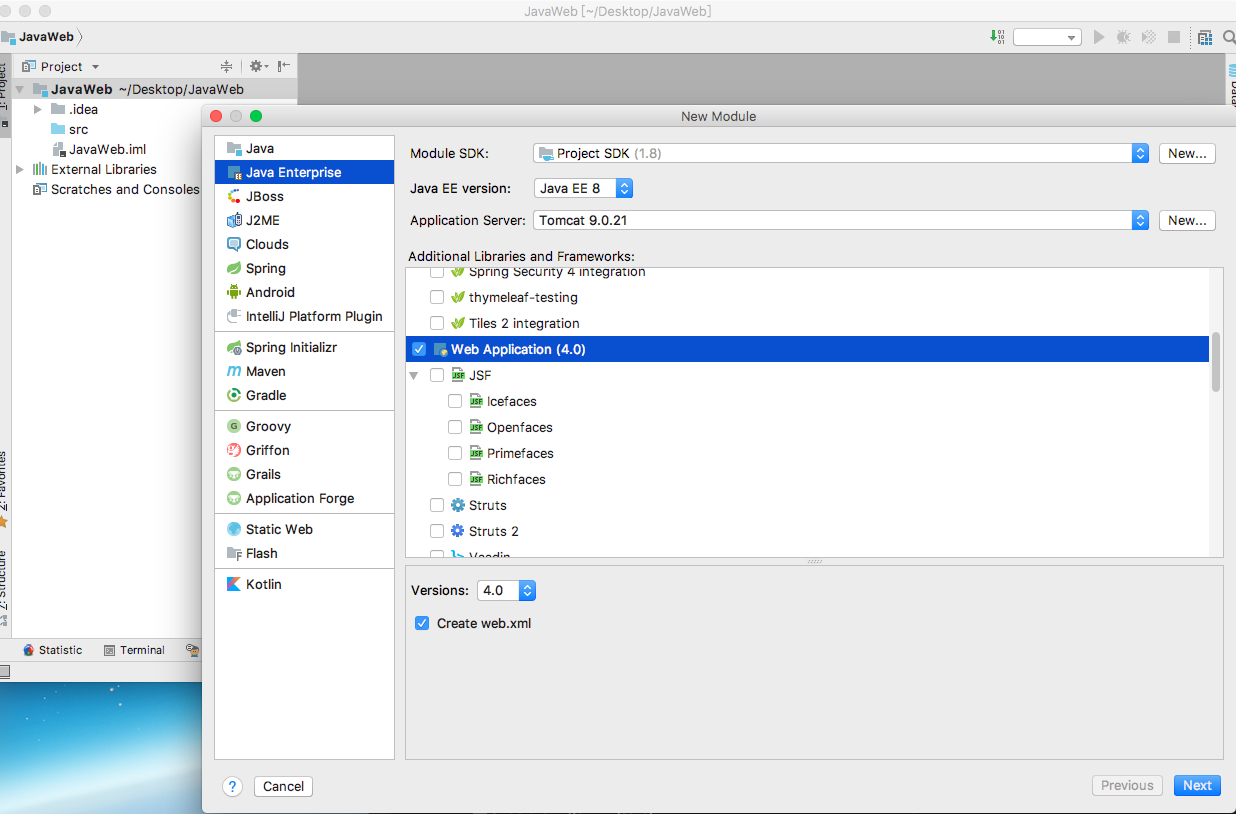 JavaWeb [~/Desktop/JavaWeb]
JavaWeb
1: Project
Project
JavaWeb ~/Desktop/JavaWeb
.idea
src
JavaWeb.iml
External Libraries
Scratches and Consoles
2: Favorites
Z: Structure
Statistic
Terminal
New Module
Java
Java Enterprise
JBoss
J2ME
Clouds
Spring
Android
IntelliJ Platform Plugin
Spring Initializr
Maven
Gradle
Groovy
Griffon
Grails
Application Forge
Static Web
Flash
Kotlin
Module SDK: Project SDK (1.8) New...
Java EE version: Java EE 8
Application Server: Tomcat 9.0.21 New...
Additional Libraries and Frameworks:
Spring Security 4 integration
thymeleaf-testing
Tiles 2 integration
Web Application (4.0)
JSF
Icefaces
Openfaces
Primefaces
Richfaces
Struts
Struts 2
Vaadin
Versions: 4.0
Create web.xml
? Cancel Previous Next